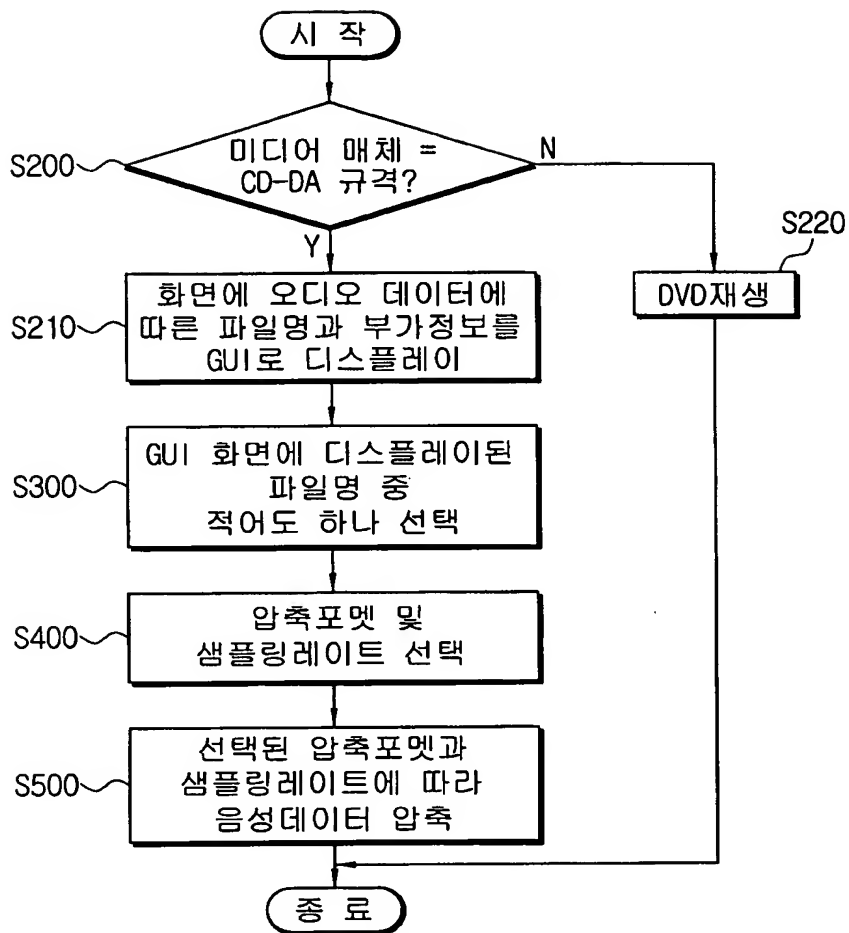 시 작
S200
미디어 매체 =
CD-DA 규격?
N
Y
S220
DVD재생
S210
화면에 오디오 데이터에
따른 파일명과 부가정보를
GUI로 디스플레이
S300
GUI 화면에 디스플레이된
파일명 중
적어도 하나 선택
S400
압축포멧 및
샘플링레이트 선택
S500
선택된 압축포멧과
샘플링레이트에 따라
음성데이터 압축
종 료